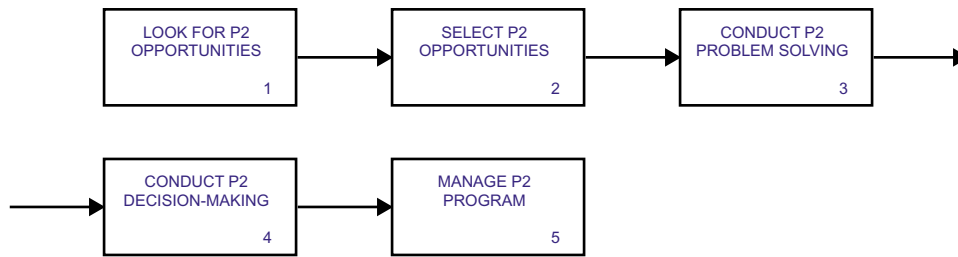 LOOK FOR P2
OPPORTUNITIES
1
SELECT P2
OPPORTUNITIES
2
CONDUCT P2
PROBLEM SOLVING
3
CONDUCT P2
DECISION-MAKING
4
MANAGE P2
PROGRAM
5